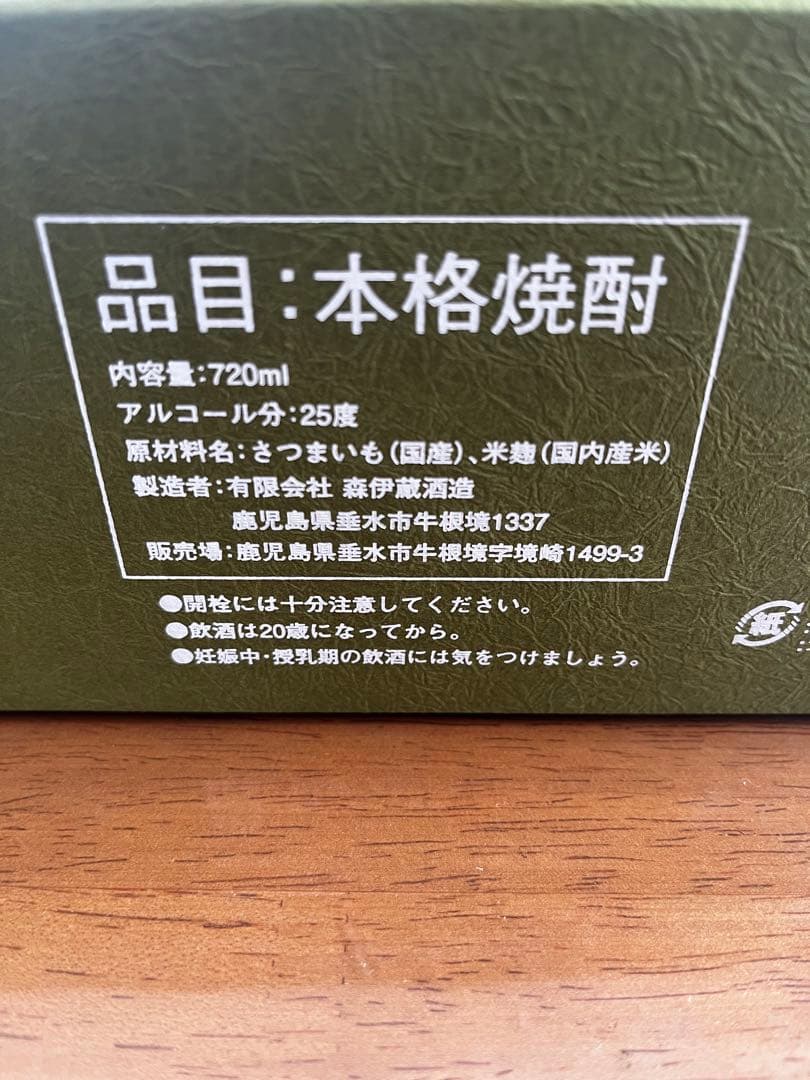 品目:本格焼酎
内容量:720ml
アルコール分:25度
原材料名:さつまいも(国産)、米麹(国内産米)
製造者:有限会社 森伊蔵酒造
鹿児島県垂水市牛根境1337
販売場:鹿児島県垂水市牛根境字境崎1499-3
●開栓には十分注意してください。
●飲酒は20歳になってから。
●妊娠中・授乳期の飲酒には気をつけましょう。
紙